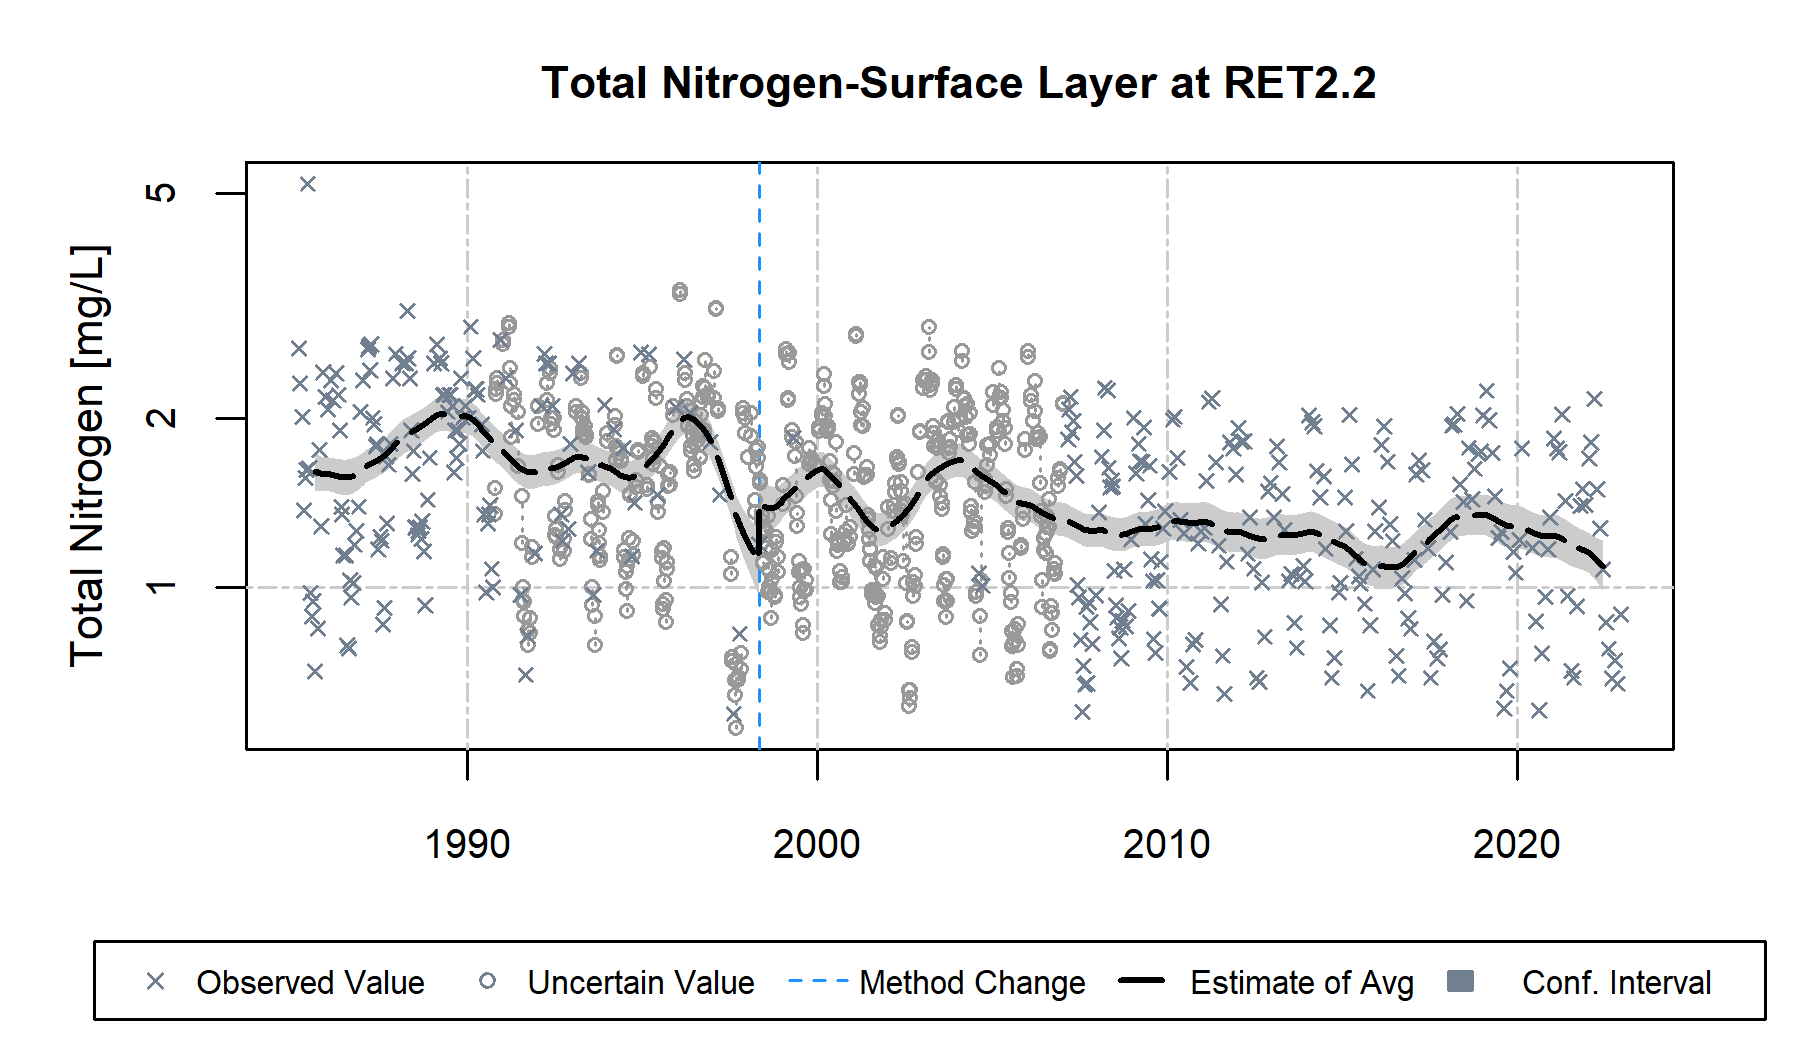 Total Nitrogen-Surface Layer at RET2.2
Total Nitrogen [mg/L]
5
2
1
1990 2000 2010 2020
Observed Value Uncertain Value Method Change Estimate of Avg Conf. Interval